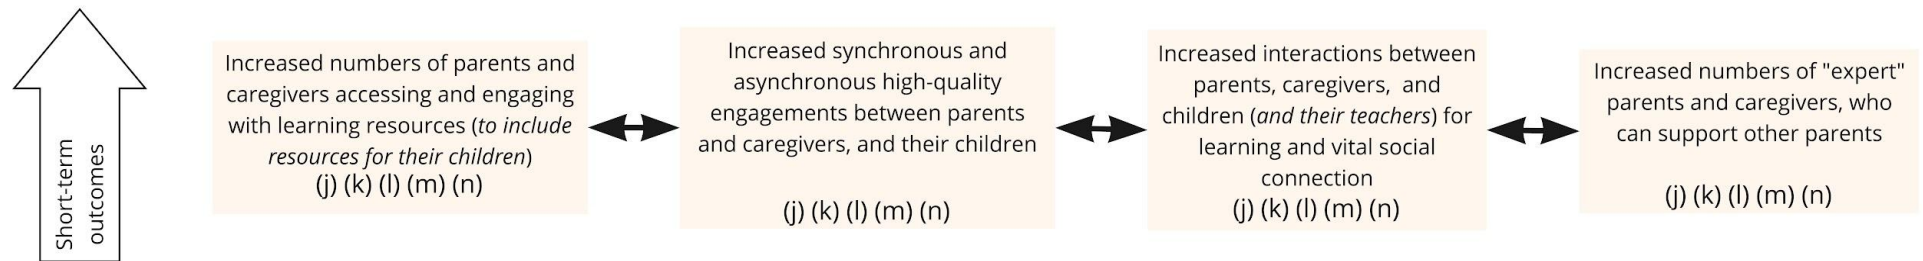 Short-term
outcomes
Increased numbers of parents and
caregivers accessing and engaging
with learning resources (to include
resources for their children)
(j) (k) (l) (m) (n)
Increased synchronous and
asynchronous high-quality
engagements between parents
and caregivers, and their children
(j) (k) (l) (m) (n)
Increased interactions between
parents, caregivers, and
children (and their teachers) for
learning and vital social
connection
(j) (k) (l) (m) (n)
Increased numbers of "expert"
parents and caregivers, who
can support other parents
(j) (k) (l) (m) (n)